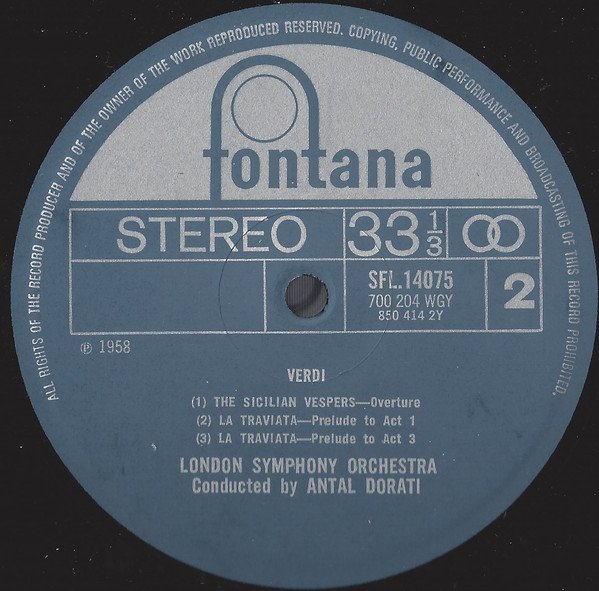 ALL RIGHTS OF THE RECORD PRODUCER AND OF THE OWNER OF THE WORK REPRODUCED RESERVED. COPYING, PUBLIC PERFORMANCE AND BROADCASTING OF THIS RECORD PROHIBITED.
fontana
STEREO 33 1/3
SFL.14075
700 204 WGY
850 414 2Y
2
℗ 1958
VERDI
(1) THE SICILIAN VESPERS—Overture
(2) LA TRAVIATA—Prelude to Act 1
(3) LA TRAVIATA—Prelude to Act 3
LONDON SYMPHONY ORCHESTRA
Conducted by ANTAL DORATI